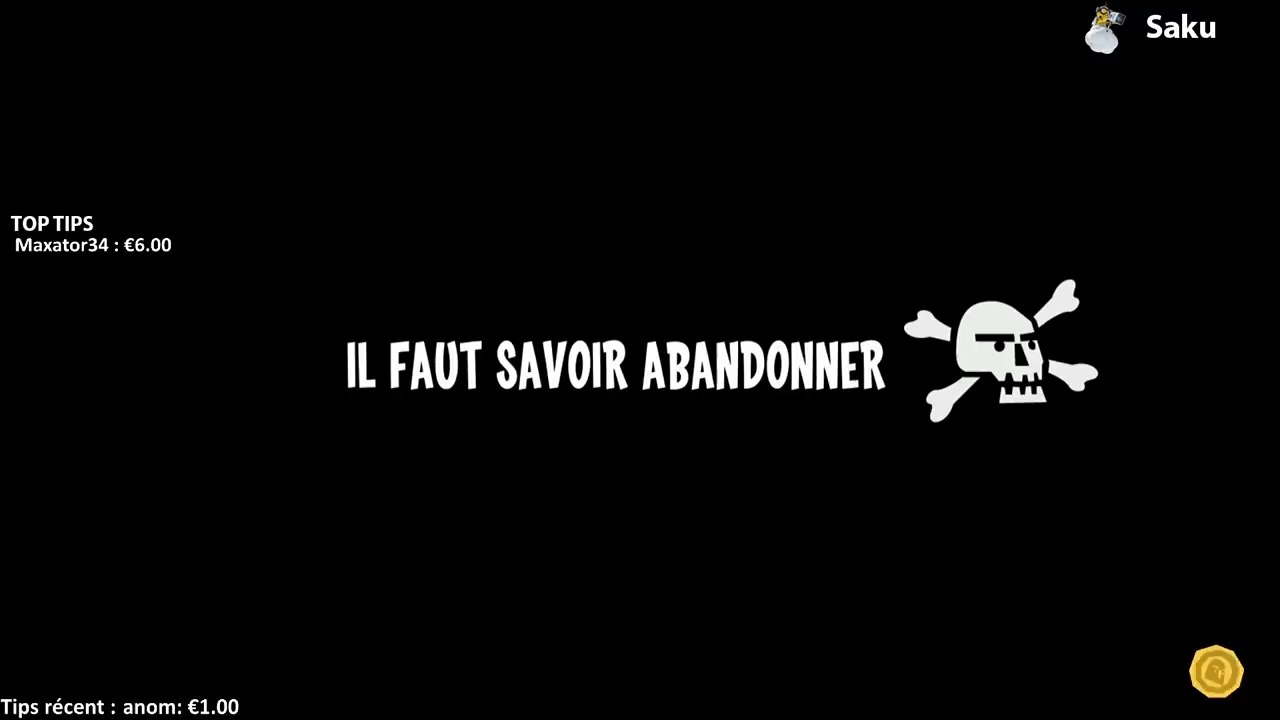 Saku
TOP TIPS
Maxator34 : €6.00
IL FAUT SAVOIR ABANDONNER
Tips récent : anom: €1.00